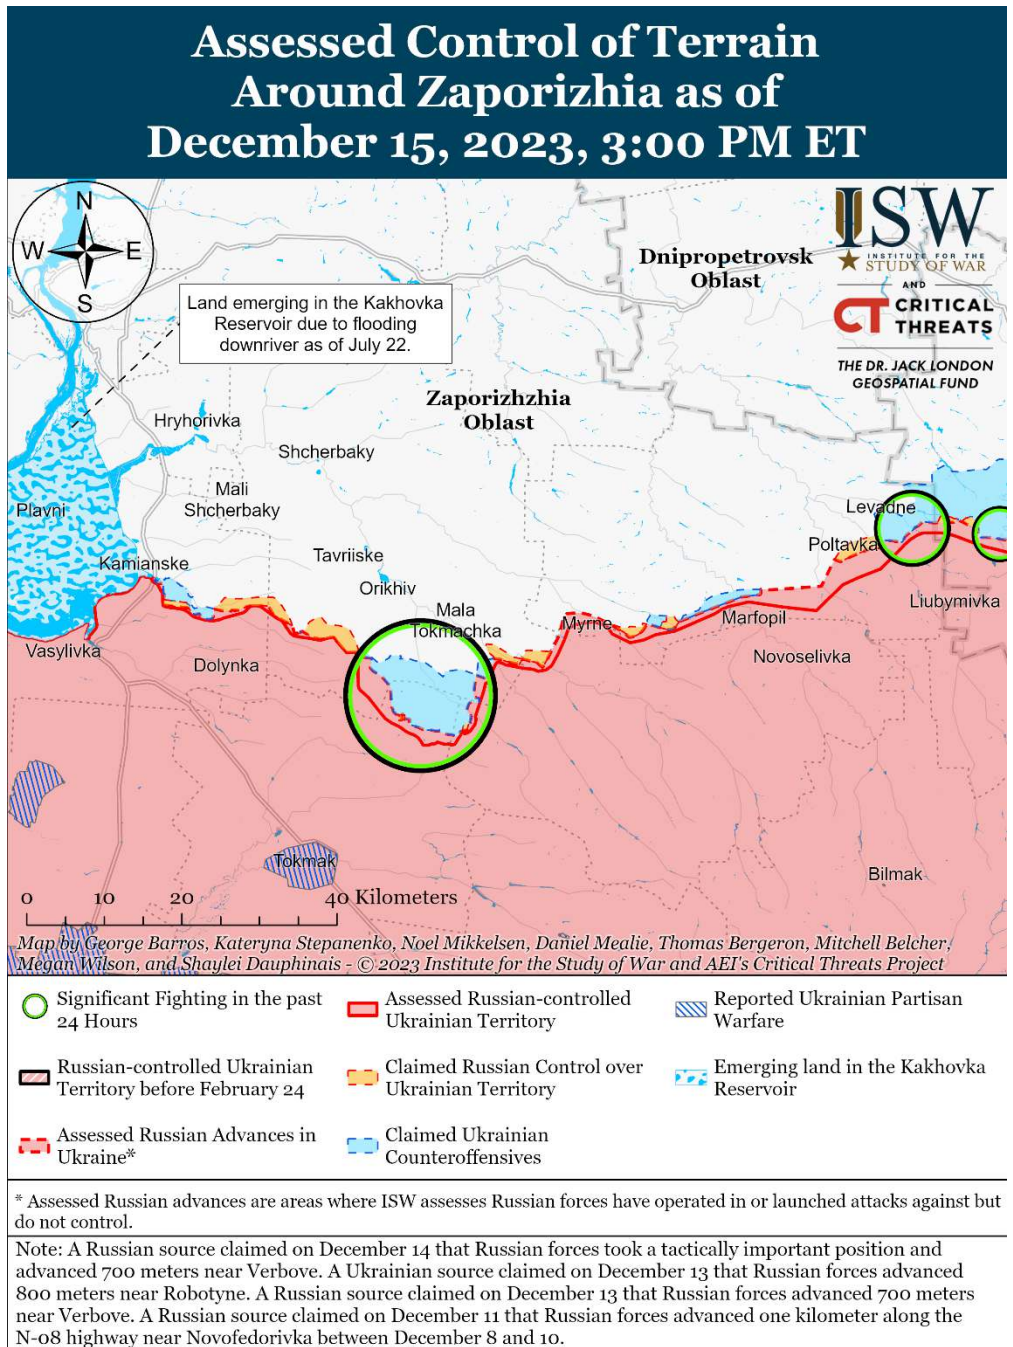 Assessed Control of Terrain
Around Zaporizhia as of
December 15, 2023, 3:00 PM ET
N
W
E
S
ISW
INSTITUTE FOR THE
STUDY OF WAR
AND
CT CRITICAL
THREATS
THE DR. JACK LONDON
GEOSPATIAL FUND
Dnipropetrovsk
Oblast
Land emerging in the Kakhovka
Reservoir due to flooding
downriver as of July 22.
Zaporizhzhia
Oblast
Hryhorivka
Shcherbaky
Mali
Shcherbaky
Plavni
Levadne
Poltavka
Tavriiske
Kamianske
Orikhiv
Mala
Tokmachka
Myrne
Marfopil
Liubymivka
Vasylivka
Dolynka
Novoselivka
Tokmak
Bilmak
0 10 20 40 Kilometers
Map by George Barros, Kateryna Stepanenko, Noel Mikkelsen, Daniel Mealie, Thomas Bergeron, Mitchell Belcher,
Megan Wilson, and Shaylei Dauphinais - © 2023 Institute for the Study of War and AEI's Critical Threats Project
Significant Fighting in the past
24 Hours
Assessed Russian-controlled
Ukrainian Territory
Reported Ukrainian Partisan
Warfare
Russian-controlled Ukrainian
Territory before February 24
Claimed Russian Control over
Ukrainian Territory
Emerging land in the Kakhovka
Reservoir
Assessed Russian Advances in
Ukraine*
Claimed Ukrainian
Counteroffensives
* Assessed Russian advances are areas where ISW assesses Russian forces have operated in or launched attacks against but
do not control.
Note: A Russian source claimed on December 14 that Russian forces took a tactically important position and
advanced 700 meters near Verbove. A Ukrainian source claimed on December 13 that Russian forces advanced
800 meters near Robotyne. A Russian source claimed on December 13 that Russian forces advanced 700 meters
near Verbove. A Russian source claimed on December 11 that Russian forces advanced one kilometer along the
N-08 highway near Novofedorivka between December 8 and 10.